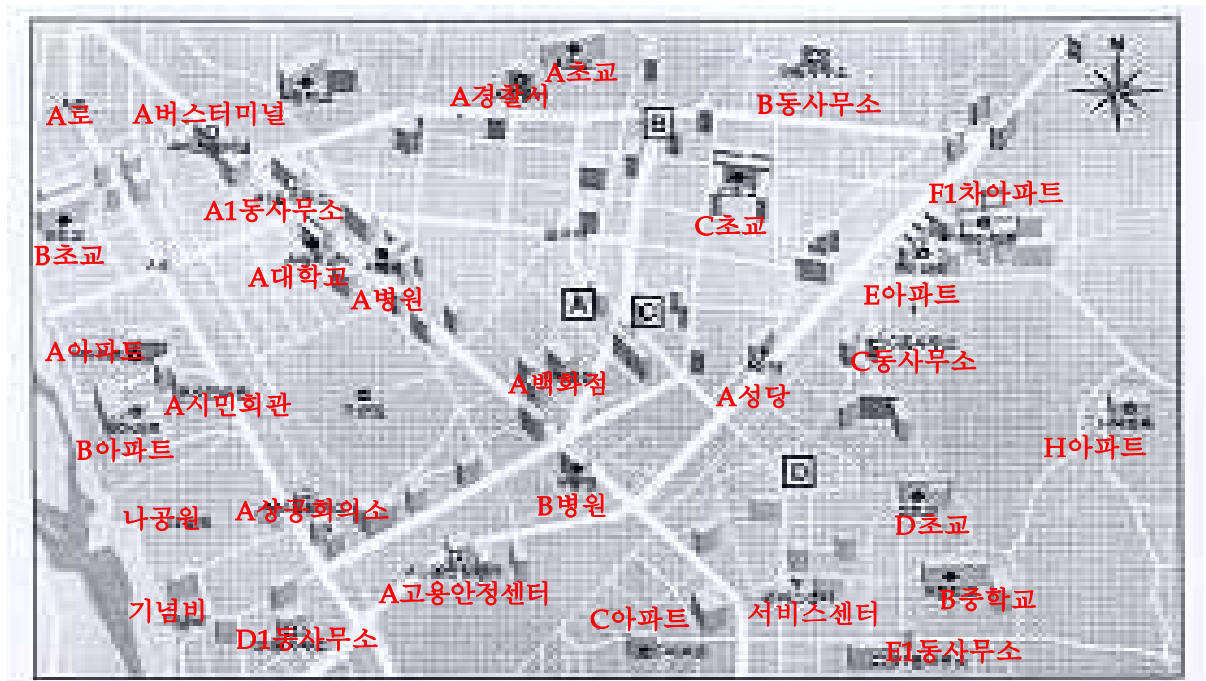 A초교
A경찰서
B동사무소
A로
A버스터미널
B
F1차아파트
A1동사무소
C초교
B초교
A대학교
A병원
E아파트
A
C
A아파트
C동사무소
A백화점
A성당
A시민회관
B아파트
H아파트
D
B병원
나공원
A상공회의소
D초교
A고용안정센터
B중학교
기념비
C아파트
서비스센터
D1동사무소
E1동사무소